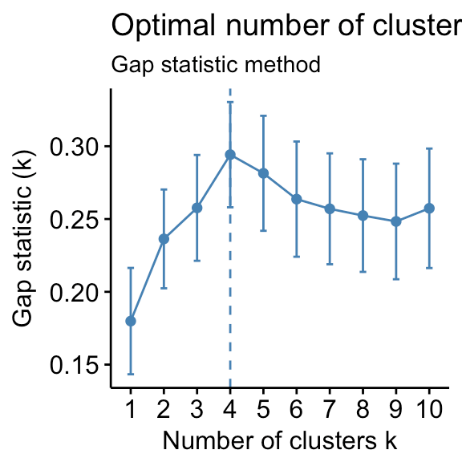 Optimal number of cluster
Gap statistic method
Gap statistic (k)
0.30
0.25
0.20
0.15
1 2 3 4 5 6 7 8 9 10
Number of clusters k